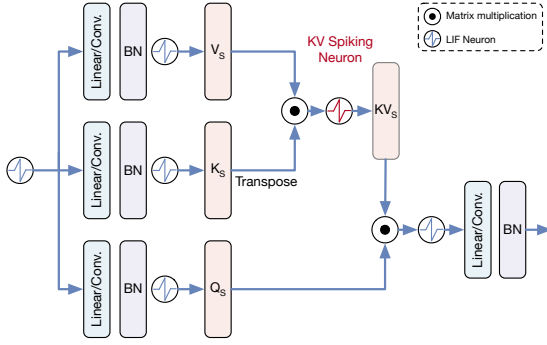 Matrix multiplication
LIF Neuron
Linear/Conv.
BN
V_S
KV Spiking
Neuron
KV_S
Linear/Conv.
BN
K_S
Transpose
Linear/Conv.
BN
Linear/Conv.
BN
Q_S